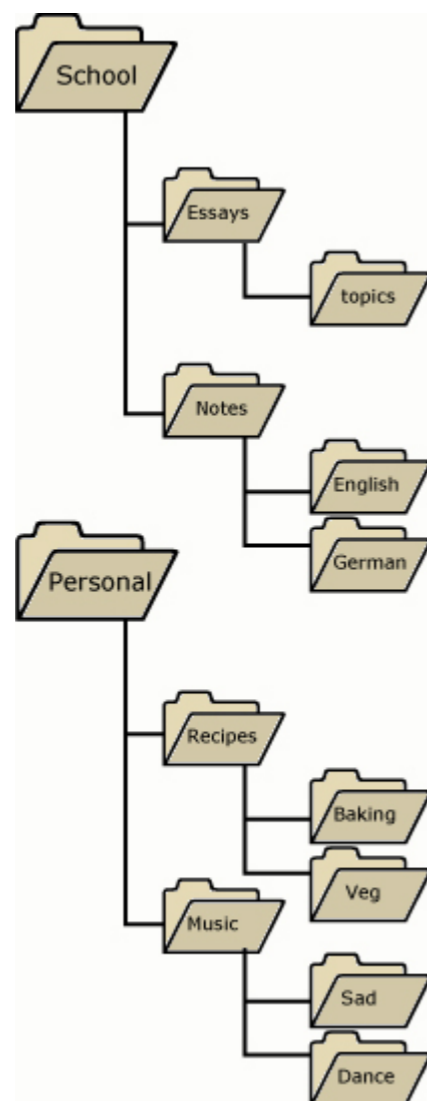 School
Essays
topics
Notes
English
German
Personal
Recipes
Baking
Veg
Music
Sad
Dance